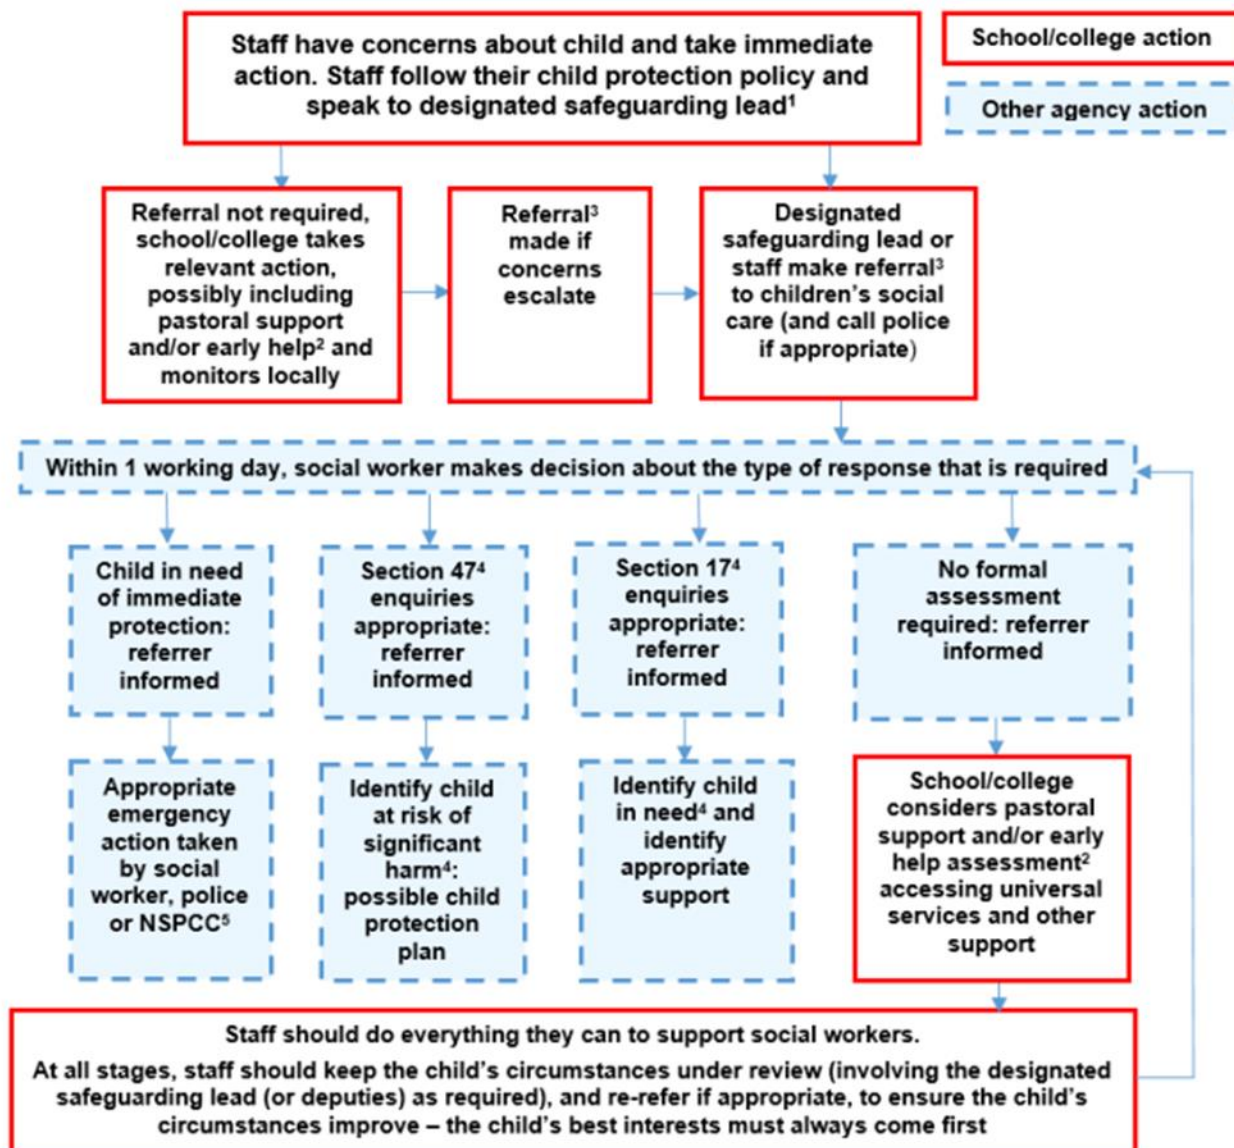 Staff have concerns about child and take immediate
action. Staff follow their child protection policy and
speak to designated safeguarding lead¹
School/college action
Other agency action
Referral not required,
school/college takes
relevant action,
possibly including
pastoral support
and/or early help² and
monitors locally
Referral³
made if
concerns
escalate
Designated
safeguarding lead or
staff make referral³
to children's social
care (and call police
if appropriate)
Within 1 working day, social worker makes decision about the type of response that is required
Child in need
of immediate
protection:
referrer
informed
Section 47⁴
enquiries
appropriate:
referrer
informed
Section 17⁴
enquiries
appropriate:
referrer
informed
No formal
assessment
required: referrer
informed
Appropriate
emergency
action taken
by social
worker, police
or NSPCC⁵
Identify child
at risk of
significant
harm⁴:
possible child
protection
plan
Identify child
in need⁴ and
identify
appropriate
support
School/college
considers pastoral
support and/or early
help assessment²
accessing universal
services and other
support
Staff should do everything they can to support social workers.
At all stages, staff should keep the child's circumstances under review (involving the designated
safeguarding lead (or deputies) as required), and re-refer if appropriate, to ensure the child's
circumstances improve – the child's best interests must always come first